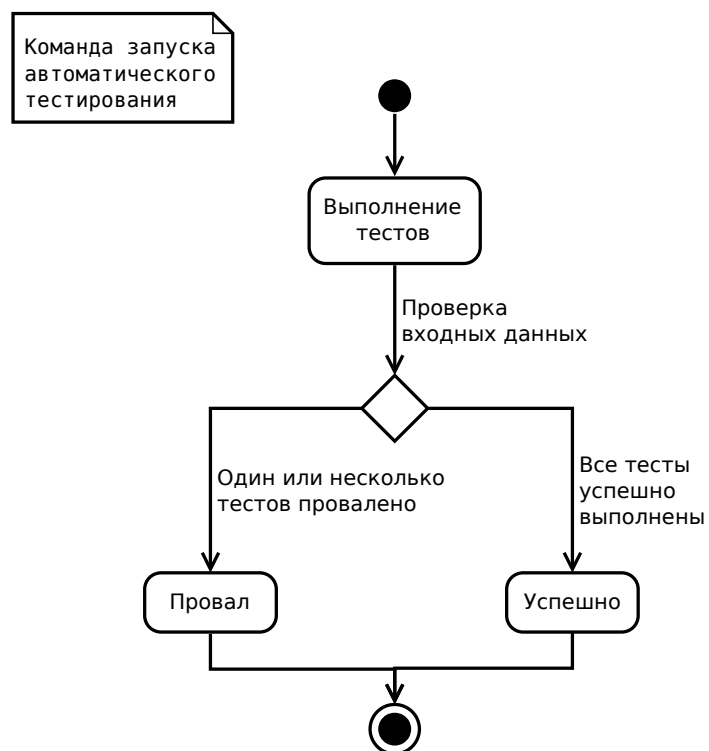 Команда запуска
автоматического
тестирования
Выполнение
тестов
Проверка
входных данных
Один или несколько
тестов провалено
Все тесты
успешно
выполнены
Провал
Успешно